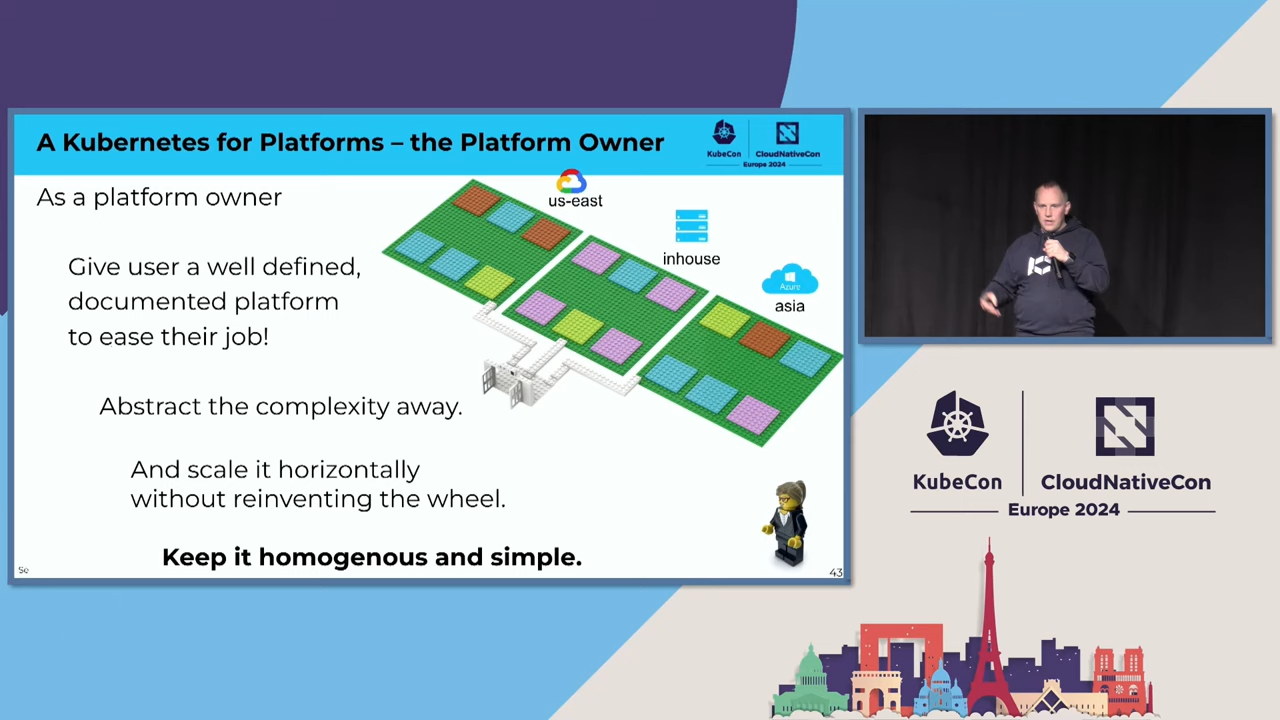 A Kubernetes for Platforms – the Platform Owner
KubeCon
CloudNativeCon
Europe 2024
As a platform owner
us-east
inhouse
Azure
asia
Give user a well defined,
documented platform
to ease their job!
Abstract the complexity away.
And scale it horizontally
without reinventing the wheel.
Keep it homogenous and simple.
43
KubeCon
CloudNativeCon
Europe 2024